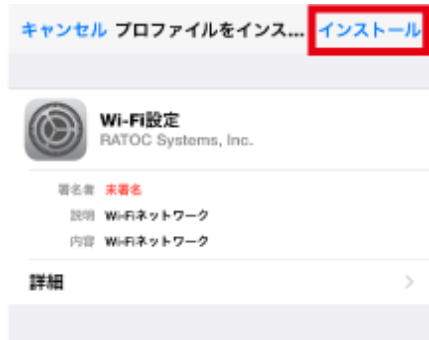 キャンセル プロファイルをインス... インストール
Wi-Fi設定
RATOC Systems, Inc.
署名者 未署名
説明 Wi-Fiネットワーク
内容 Wi-Fiネットワーク
詳細